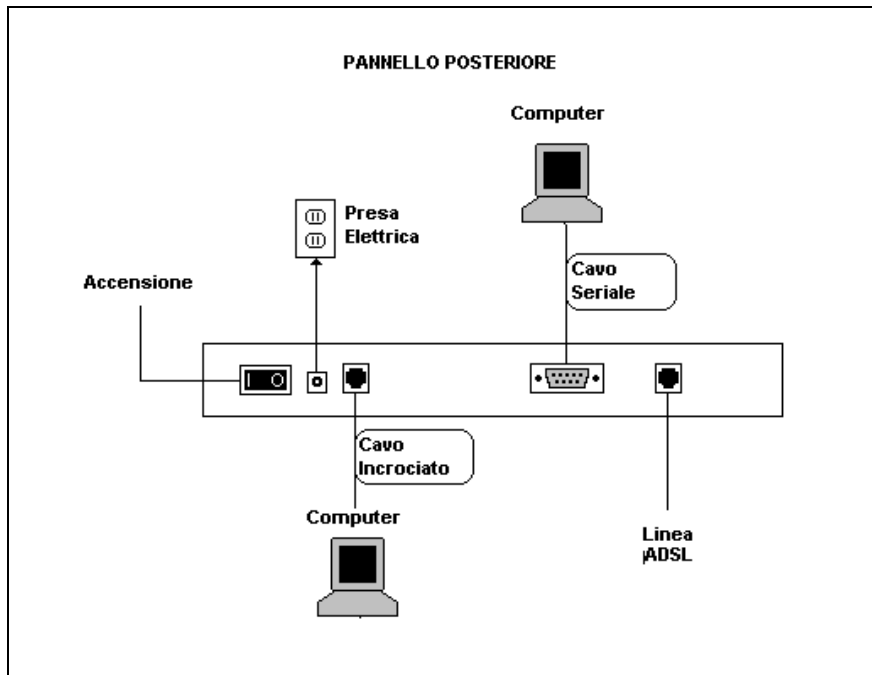 PANNELLO POSTERIORE
Computer
Presa
Elettrica
Accensione
Cavo
Seriale
Cavo
Incrociato
Computer
Linea
ADSL